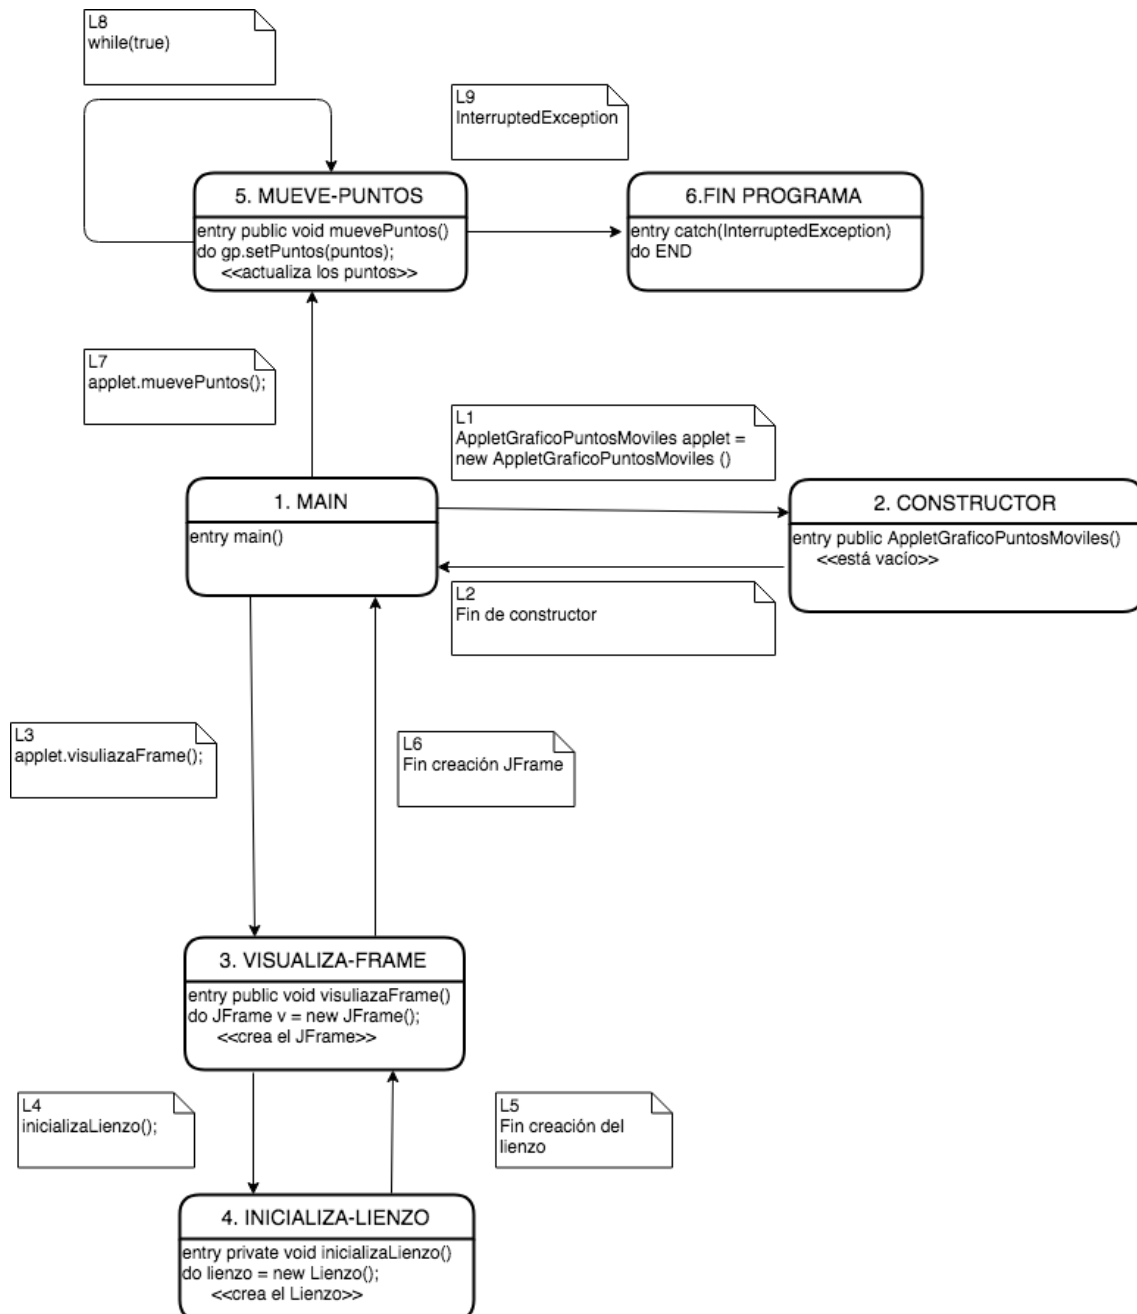 L8
while(true)
L9
InterruptedException
5. MUEVE-PUNTOS
entry public void muevePuntos()
do gp.setPuntos(puntos);
<<actualiza los puntos>>
6.FIN PROGRAMA
entry catch(InterruptedException)
do END
L7
applet.muevePuntos();
L1
AppletGraficoPuntosMoviles applet =
new AppletGraficoPuntosMoviles ()
1. MAIN
entry main()
2. CONSTRUCTOR
entry public AppletGraficoPuntosMoviles()
<<está vacío>>
L2
Fin de constructor
L3
applet.visuliazaFrame();
L6
Fin creación JFrame
3. VISUALIZA-FRAME
entry public void visuliazaFrame()
do JFrame v = new JFrame();
<<crea el JFrame>>
L4
inicializaLienzo();
L5
Fin creación del
lienzo
4. INICIALIZA-LIENZO
entry private void inicializaLienzo()
do lienzo = new Lienzo();
<<crea el Lienzo>>